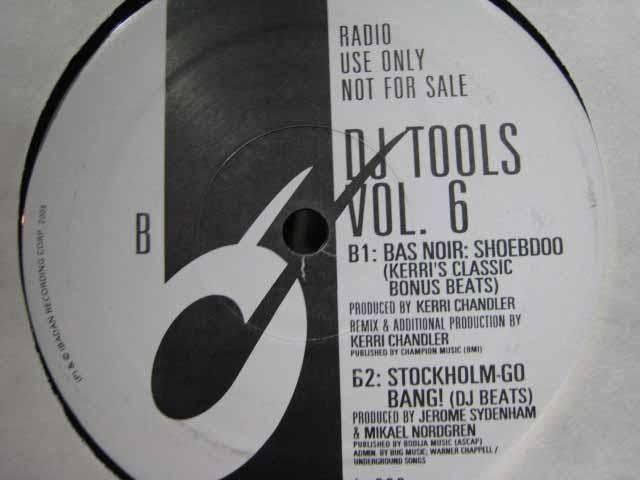 RADIO
USE ONLY
NOT FOR SALE
DJ TOOLS
VOL. 6
B
B1: BAS NOIR: SHOEBDOO
(KERRI'S CLASSIC
BONUS BEATS)
PRODUCED BY KERRI CHANDLER
REMIX & ADDITIONAL PRODUCTION BY
KERRI CHANDLER
PUBLISHED BY CHAMPION MUSIC (BMI)
Б2: STOCKHOLM-GO
BANG! (DJ BEATS)
PRODUCED BY JEROME SYDENHAM
& MIKAEL NORDGREN
PUBLISHED BY BODIJA MUSIC (ASCAP)
ADMIN. BY BUG MUSIC; WARNER CHAPPELL /
UNDERGROUND SONGS
(P) & © IBADAN RECORDING CORP.